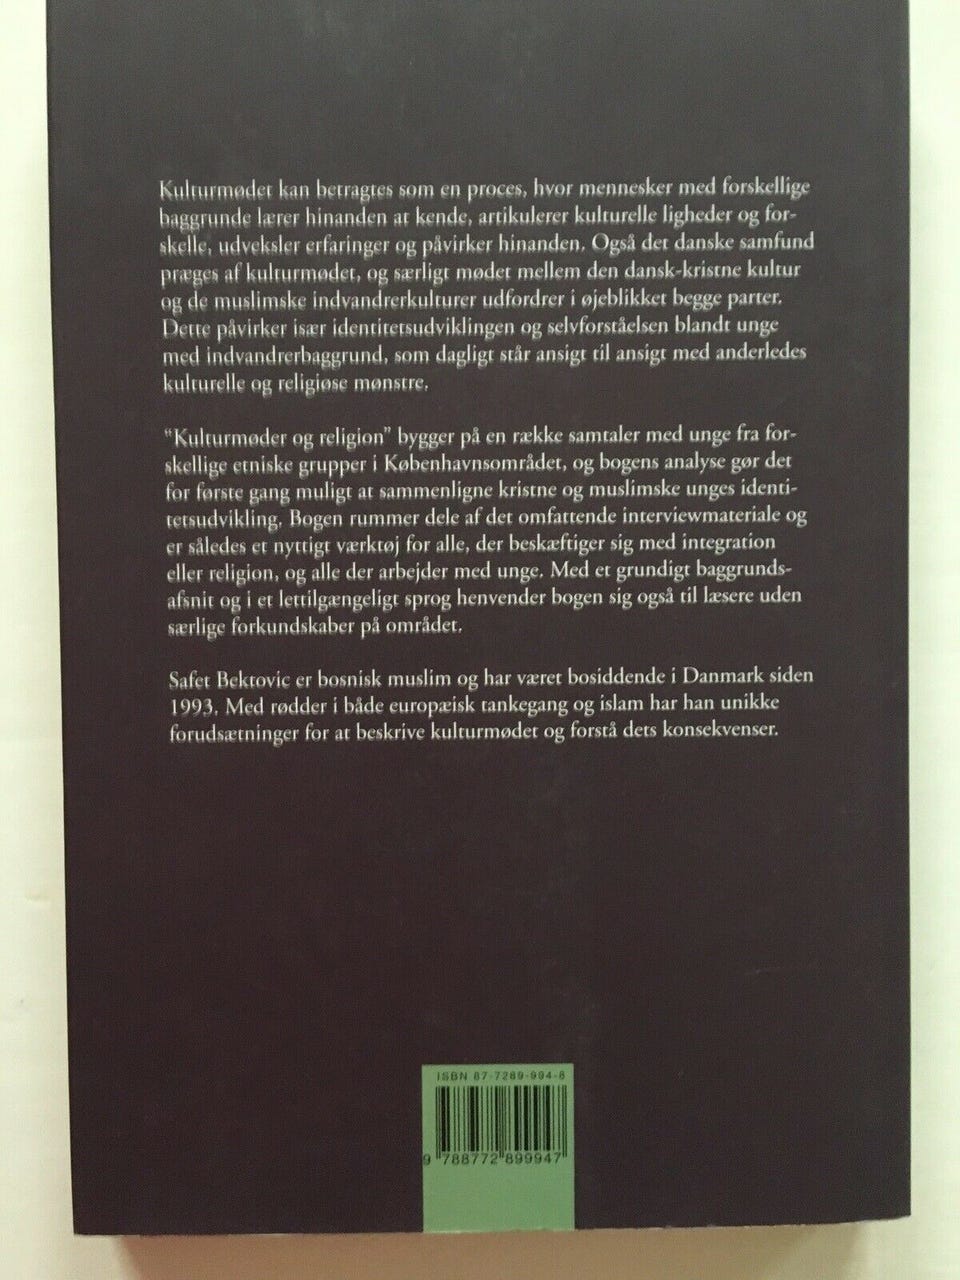 Kulturmødet kan betragtes som en proces, hvor mennesker med forskellige
baggrunde lærer hinanden at kende, artikulerer kulturelle ligheder og for-
skelle, udveksler erfaringer og påvirker hinanden. Også det danske samfund
præges af kulturmødet, og særligt mødet mellem den dansk-kristne kultur
og de muslimske indvandrerkulturer udfordrer i øjeblikket begge parter.
Dette påvirker især identitetsudviklingen og selvforståelsen blandt unge
med indvandrerbaggrund, som dagligt står ansigt til ansigt med anderledes
kulturelle og religiøse mønstre.
“Kulturmøder og religion” bygger på en række samtaler med unge fra for-
skellige etniske grupper i Københavnsområdet, og bogens analyse gør det
for første gang muligt at sammenligne kristne og muslimske unges identi-
tetsudvikling. Bogen rummer dele af det omfattende interviewmateriale og
er således et nyttigt værktøj for alle, der beskæftiger sig med integration
eller religion, og alle der arbejder med unge. Med et grundigt baggrunds-
afsnit og i et lettilgængeligt sprog henvender bogen sig også til læsere uden
særlige forkundskaber på området.
Safet Bektovic er bosnisk muslim og har været bosiddende i Danmark siden
1993. Med rødder i både europæisk tankegang og islam har han unikke
forudsætninger for at beskrive kulturmødet og forstå dets konsekvenser.
ISBN 87-7289-994-8
9 788772 899947